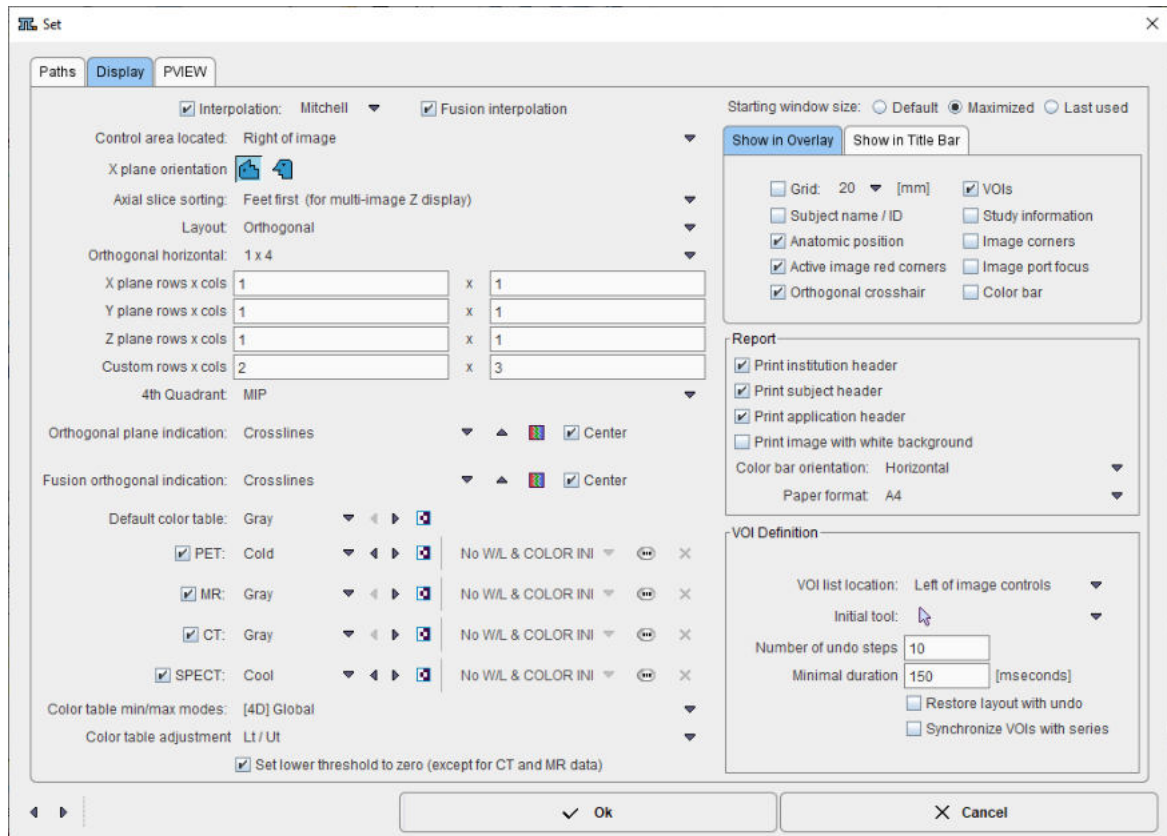 Set
Paths Display PVIEW
Interpolation: Mitchell Fusion interpolation
Control area located: Right of image
X plane orientation
Axial slice sorting: Feet first (for multi-image Z display)
Layout: Orthogonal
Orthogonal horizontal: 1 x 4
X plane rows x cols 1 x 1
Y plane rows x cols 1 x 1
Z plane rows x cols 1 x 1
Custom rows x cols 2 x 3
4th Quadrant: MIP
Orthogonal plane indication: Crosslines Center
Fusion orthogonal indication: Crosslines Center
Default color table: Gray
PET: Cold No W/L & COLOR INI
MR: Gray No W/L & COLOR INI
CT: Gray No W/L & COLOR INI
SPECT: Cool No W/L & COLOR INI
Color table min/max modes: [4D] Global
Color table adjustment Lt / Ut
Set lower threshold to zero (except for CT and MR data)
Starting window size: Default Maximized Last used
Show in Overlay Show in Title Bar
Grid: 20 [mm] VOIs
Subject name / ID Study information
Anatomic position Image corners
Active image red corners Image port focus
Orthogonal crosshair Color bar
Report
Print institution header
Print subject header
Print application header
Print image with white background
Color bar orientation: Horizontal
Paper format: A4
VOI Definition
VOI list location: Left of image controls
Initial tool:
Number of undo steps 10
Minimal duration 150 [mseconds]
Restore layout with undo
Synchronize VOIs with series
Ok Cancel